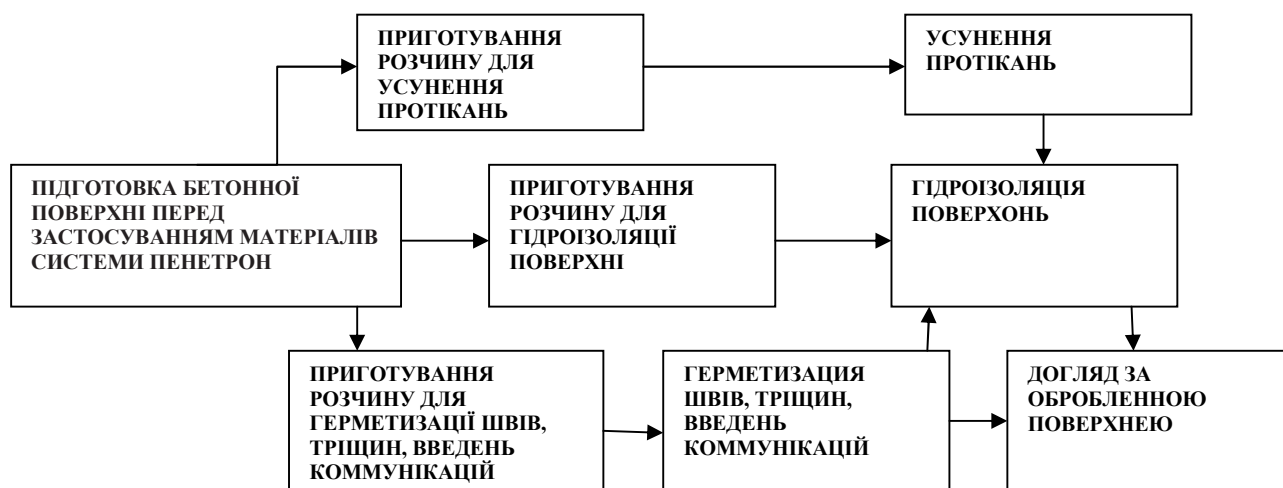 ПРИГОТУВАННЯ
РОЗЧИНУ ДЛЯ
УСУНЕННЯ
ПРОТІКАНЬ
УСУНЕННЯ
ПРОТІКАНЬ
ПІДГОТОВКА БЕТОННОЇ
ПОВЕРХНІ ПЕРЕД
ЗАСТОСУВАННЯМ МАТЕРІАЛІВ
СИСТЕМИ ПЕНЕТРОН
ПРИГОТУВАННЯ
РОЗЧИНУ ДЛЯ
ГІДРОІЗОЛЯЦІЇ
ПОВЕРХНІ
ГІДРОІЗОЛЯЦІЯ
ПОВЕРХОНЬ
ПРИГОТУВАННЯ
РОЗЧИНУ ДЛЯ
ГЕРМЕТИЗАЦІЇ ШВІВ,
ТРІЩИН, ВВЕДЕНЬ
КОММУНІКАЦІЙ
ГЕРМЕТИЗАЦИЯ
ШВІВ, ТРІЩИН,
ВВЕДЕНЬ
КОММУНІКАЦІЙ
ДОГЛЯД ЗА
ОБРОБЛЕННОЮ
ПОВЕРХНЕЮ